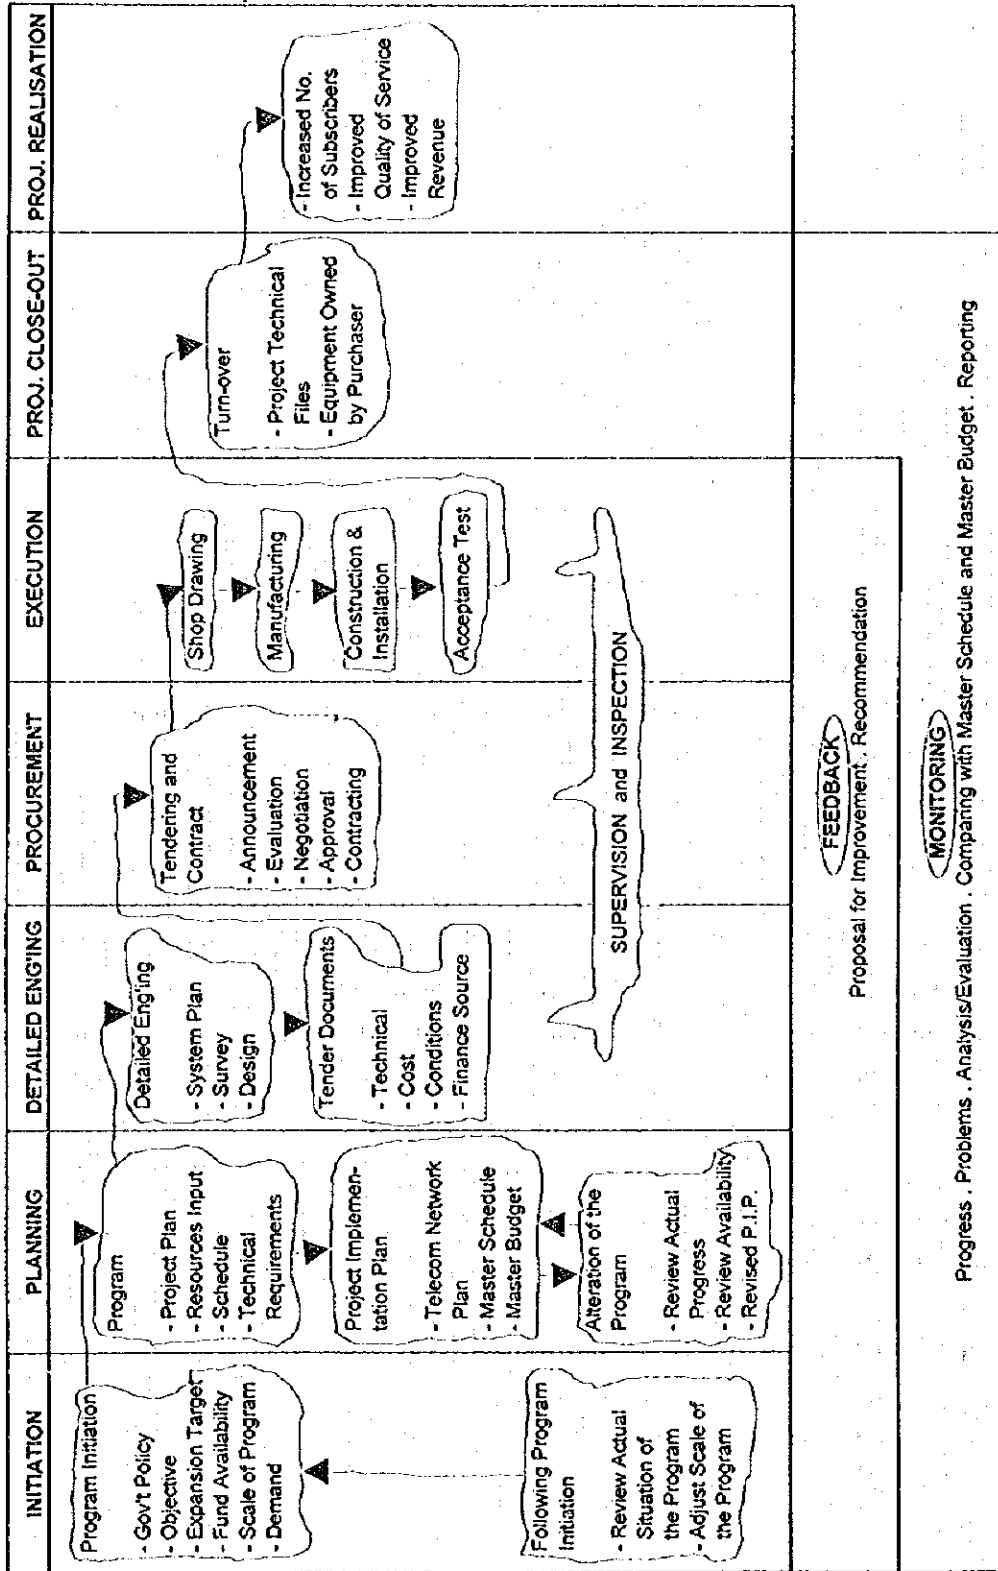 INITIATION
PLANNING
DETAILED ENG'ING
PROCUREMENT
EXECUTION
PROJ. CLOSE-OUT
PROJ. REALISATION
Program Initiation
- Gov't Policy
- Objective
- Expansion Target
- Fund Availability
- Scale of Program
- Demand
Following Program
Initiation
- Review Actual
Situation of
the Program
- Adjust Scale of
the Program
Program
- Project Plan
- Resources Input
- Schedule
- Technical
Requirements
Project Implemen-
tation Plan
- Telecom Network
Plan
- Master Schedule
- Master Budget
Alteration of the
Program
- Review Actual
Progress
- Review Availability
- Revised P.I.P.
Detailed Eng'ing
- System Plan
- Survey
- Design
Tender Documents
- Technical
- Cost
- Conditions
- Finance Source
Tendering and
Contract
- Announcement
- Evaluation
- Negotiation
- Approval
- Contracting
Shop Drawing
Manufacturing
Construction &
Installation
Acceptance Test
Turn-over
- Project Technical
Files
- Equipment Owned
by Purchaser
- Increased No.
of Subscribers
- Improved
Quality of Service
- Improved
Revenue
SUPERVISION and INSPECTION
FEEDBACK
Proposal for Improvement . Recommendation
MONITORING
Progress . Problems . Analysis/Evaluation . Comparing with Master Schedule and Master Budget . Reporting